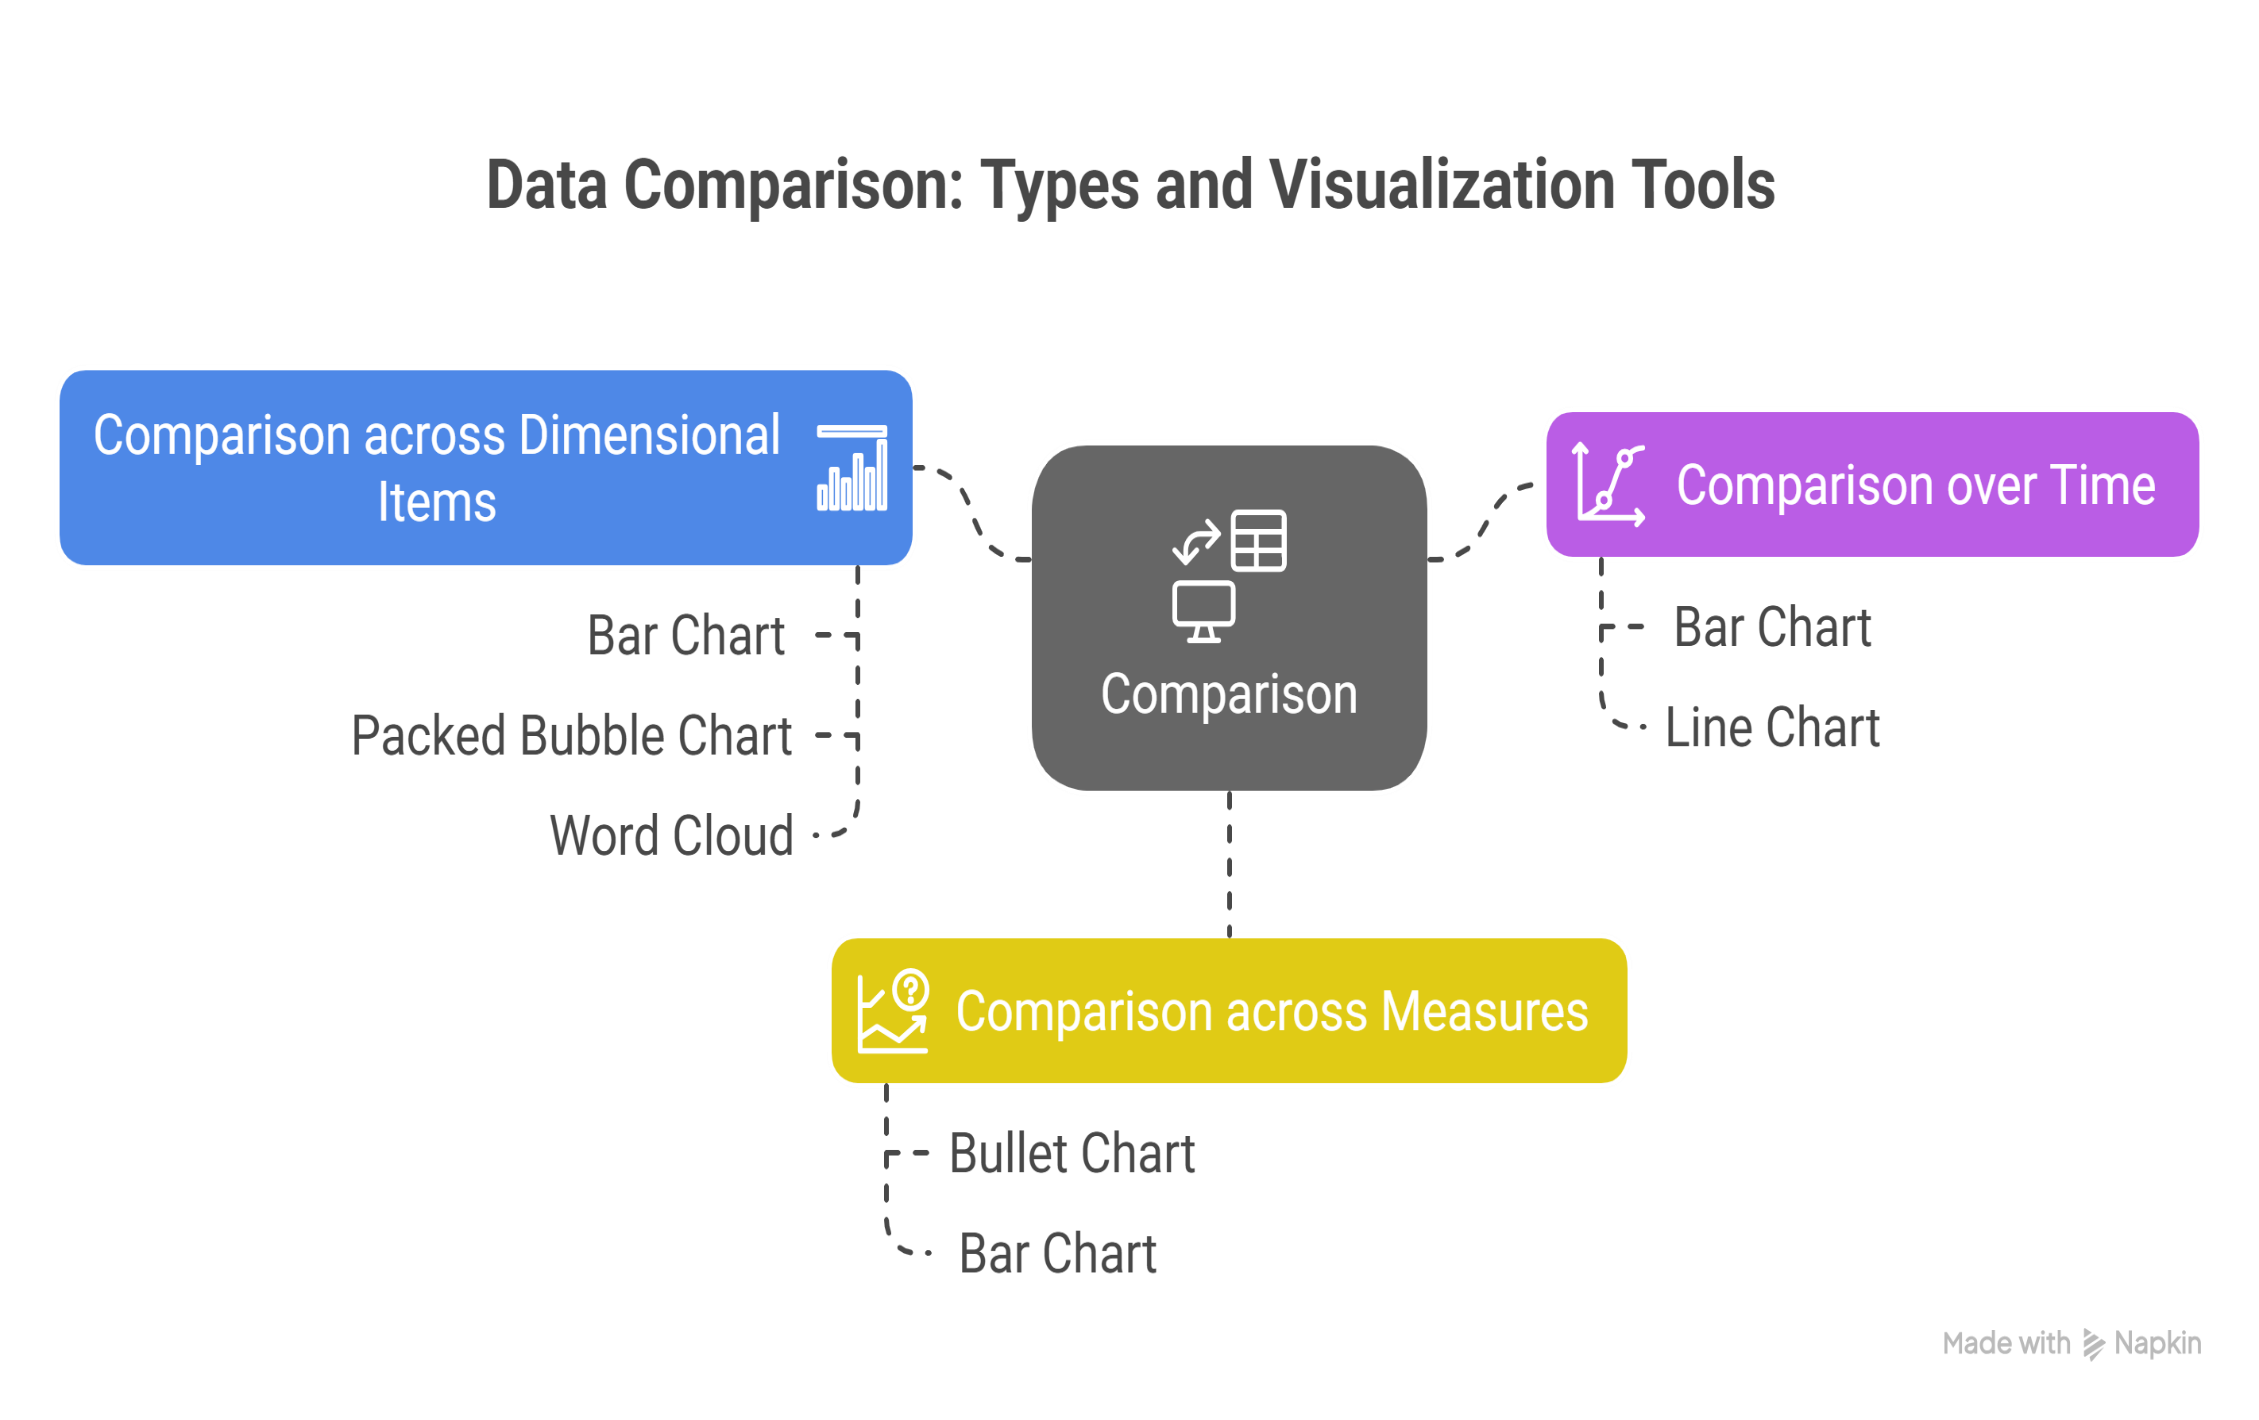 Data Comparison: Types and Visualization Tools
Comparison across Dimensional
Items
Bar Chart
Packed Bubble Chart
Word Cloud
Comparison
Comparison over Time
Bar Chart
Line Chart
? Comparison across Measures
Bullet Chart
Bar Chart
Made with Napkin